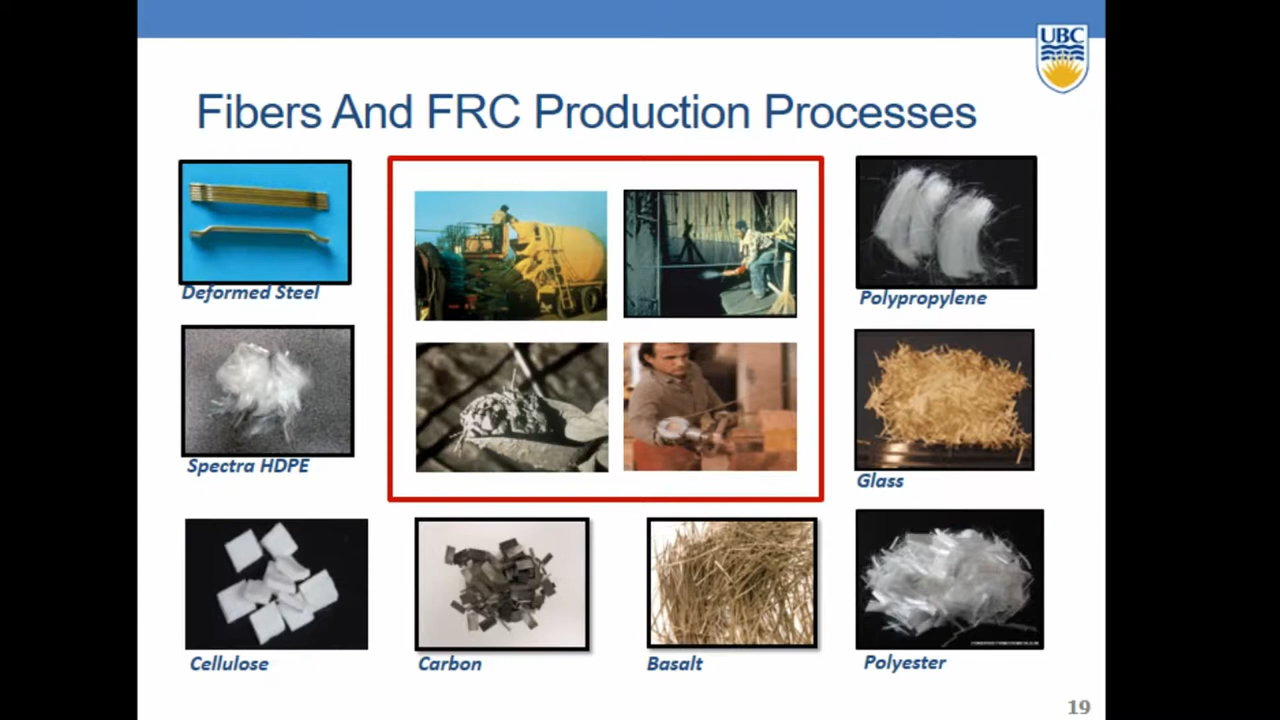 UBC
Fibers And FRC Production Processes
Deformed Steel
Polypropylene
Spectra HDPE
Glass
Cellulose
Carbon
Basalt
Polyester
19